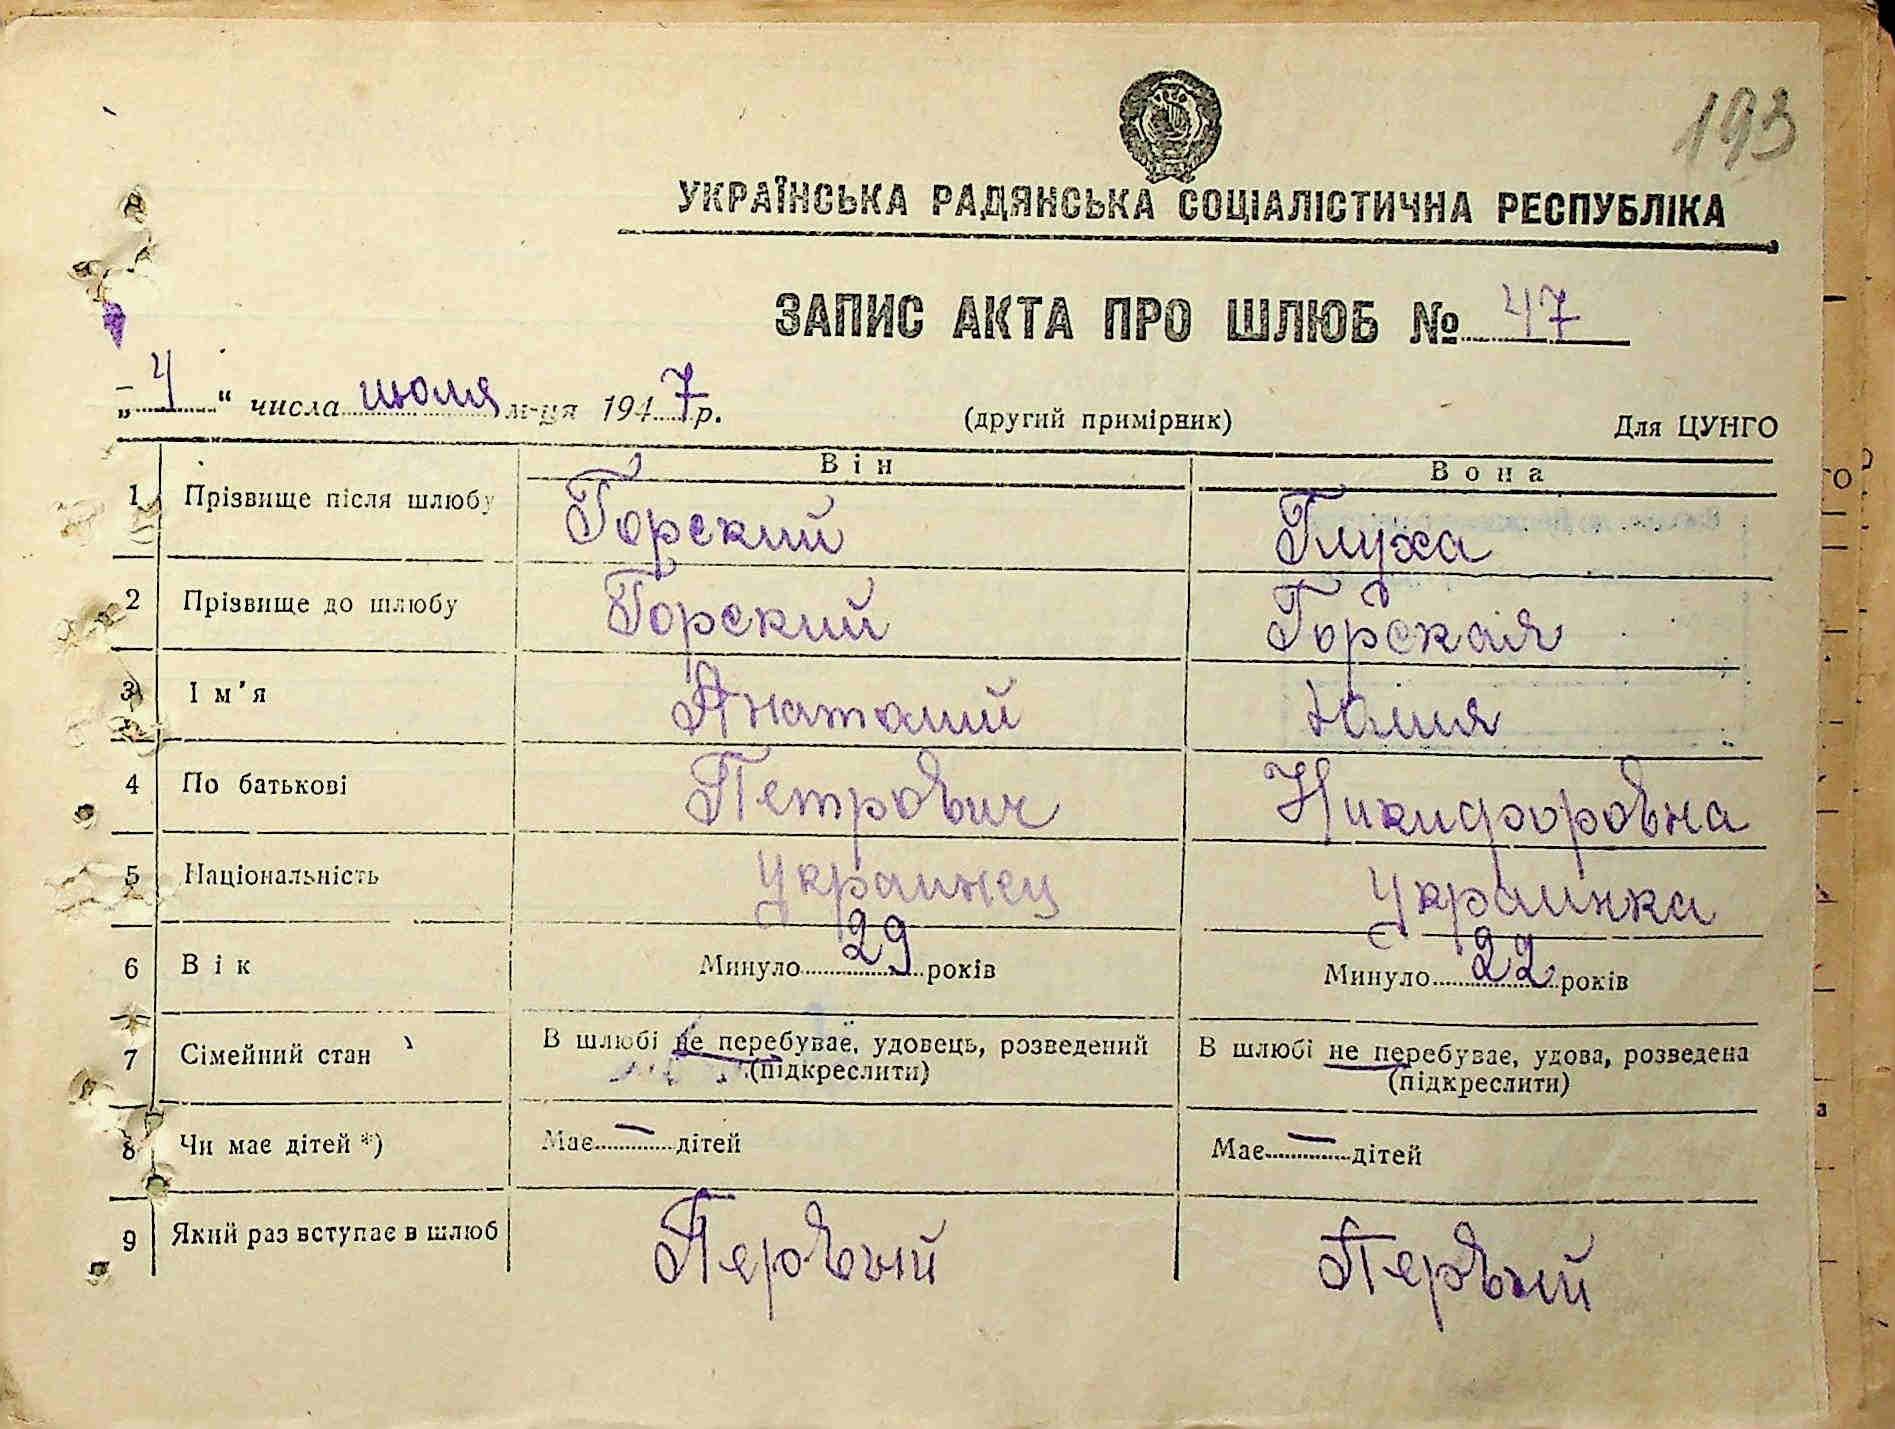 193
УКРАЇНСЬКА РАДЯНСЬКА СОЦІАЛІСТИЧНА РЕСПУБЛІКА
ЗАПИС АКТА ПРО ШЛЮБ № 47
„4“ числа июля м-ця 1947 р. (другий примірник) Для ЦУНГО
Він Вона
1 Прізвище після шлюбу Горский Глуха
2 Прізвище до шлюбу Горский Горская
3 Ім'я Анатолий Юлия
4 По батькові Петрович Никифоровна
5 Національність украинец украинка
6 Вік Минуло 29 років Минуло 22 років
7 Сімейний стан В шлюбі не перебуває, удовець, розведений В шлюбі не перебуває, удова, розведена
(підкреслити) (підкреслити)
8 Чи має дітей *) Має — дітей Має — дітей
9 Який раз вступає в шлюб Первый Первый